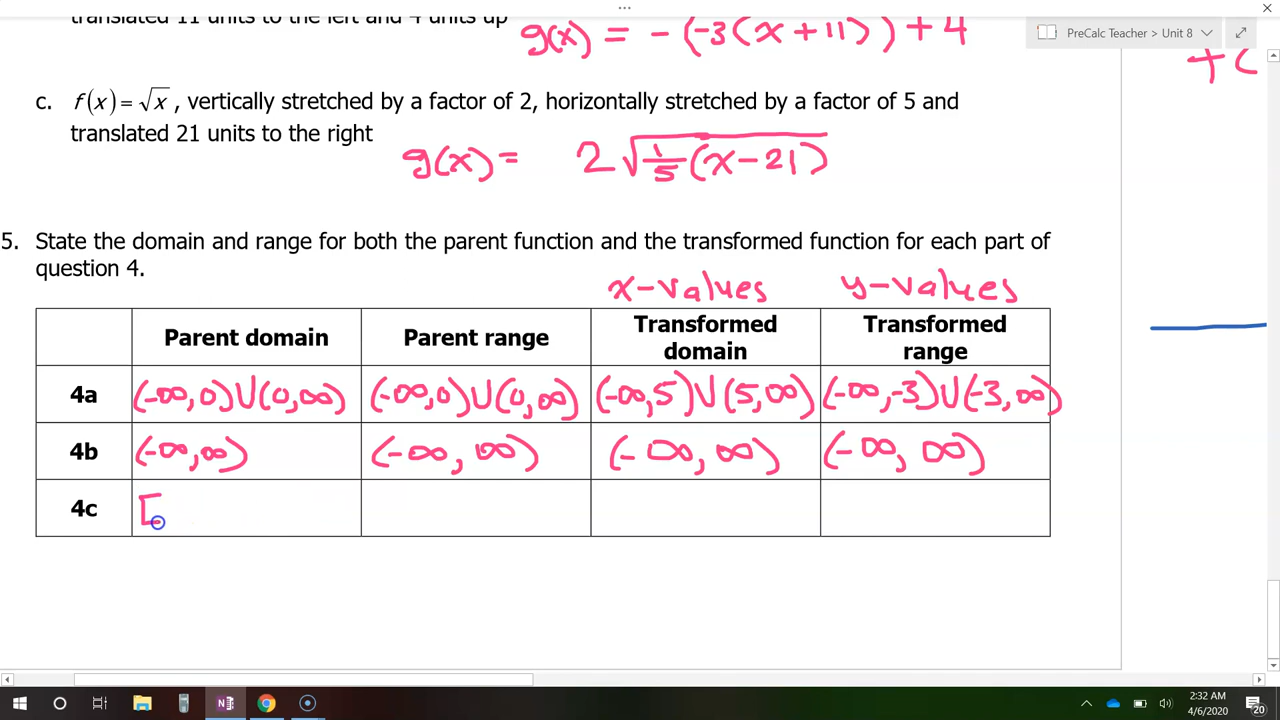 translated 11 units to the left and 4 units up
g(x) = -(-3(x+11))+4
PreCalc Teacher > Unit 8
c. f(x) = √x, vertically stretched by a factor of 2, horizontally stretched by a factor of 5 and
translated 21 units to the right
g(x) = 2√(1/5(x-21))
5. State the domain and range for both the parent function and the transformed function for each part of
question 4.
x-values y-values
Parent domain Parent range Transformed domain Transformed range
4a (-∞,0)∪(0,∞) (-∞,0)∪(0,∞) (-∞,5)∪(5,∞) (-∞,-3)∪(-3,∞)
4b (-∞,∞) (-∞,∞) (-∞,∞) (-∞,∞)
4c [
2:32 AM
4/6/2020
20